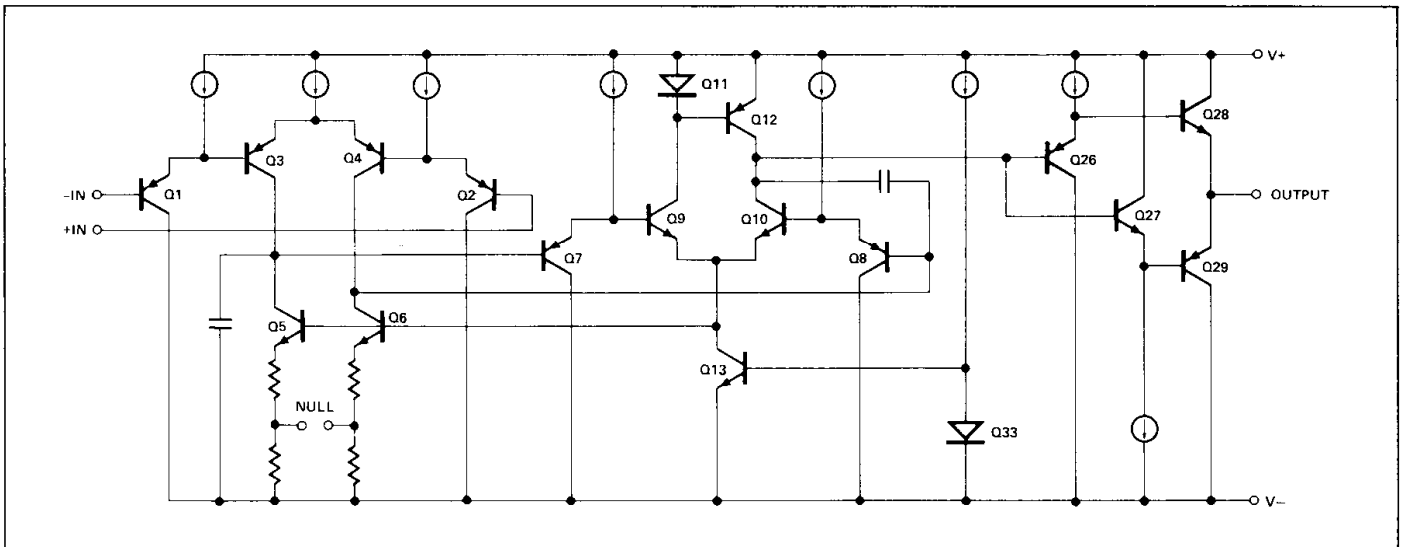 V+
Q11
Q12
Q3
Q4
Q26
Q28
-IN
Q1
Q2
+IN
OUTPUT
Q9
Q10
Q27
Q7
Q8
Q29
Q5
Q6
Q13
NULL
Q33
V-